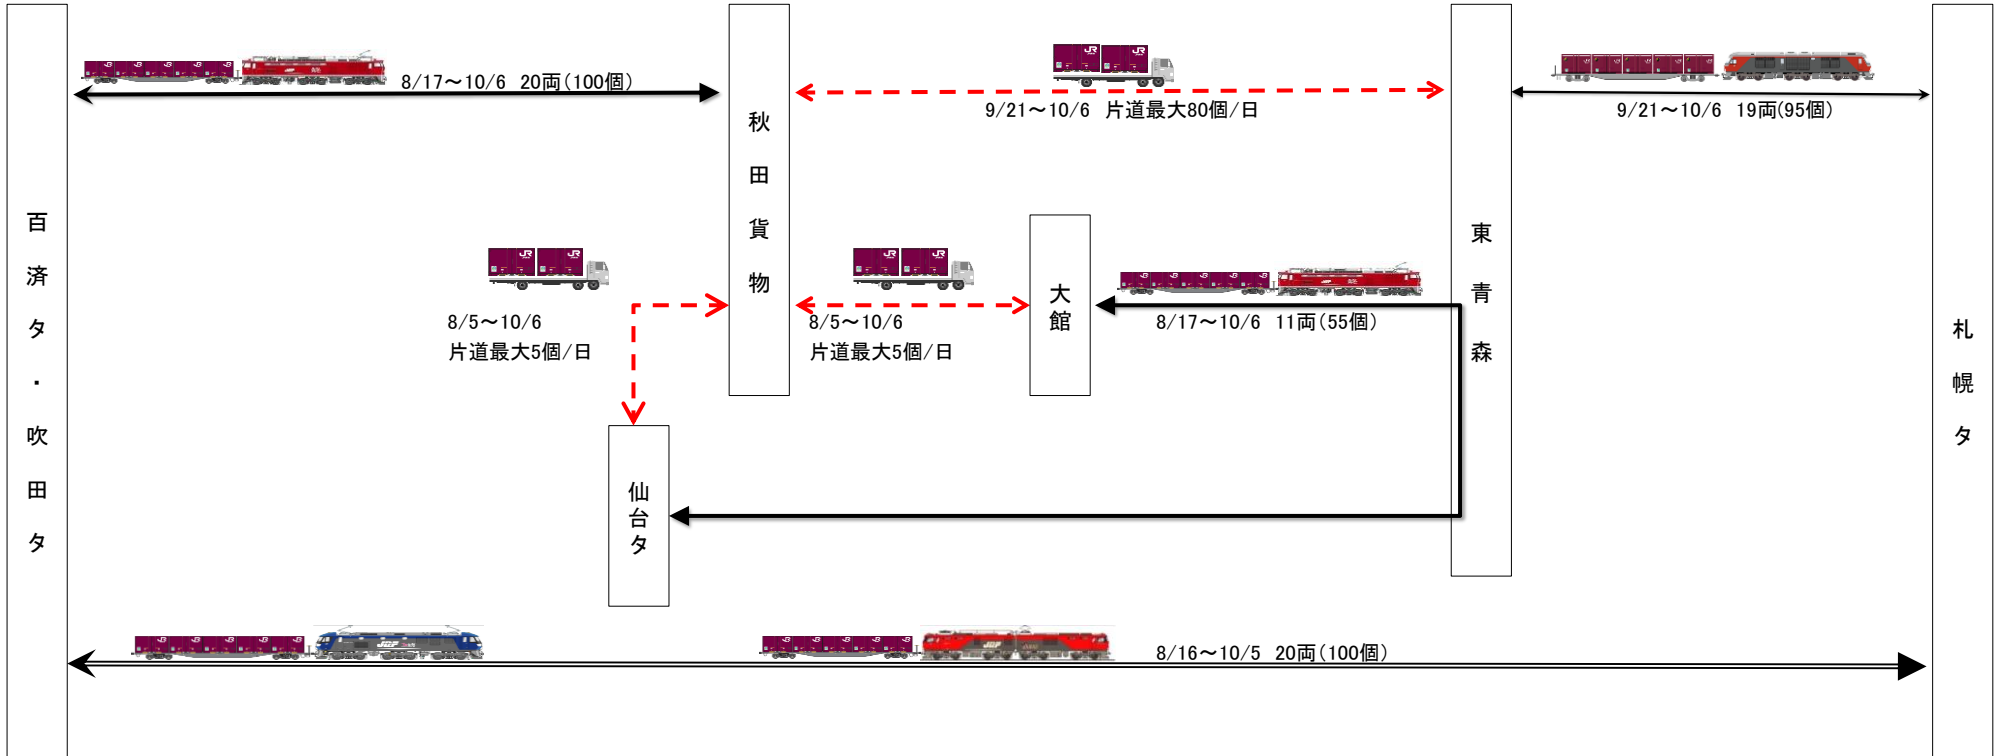 8/17～10/6 20両（100個）
9/21～10/6 片道最大80個/日
9/21～10/6 19両(95個)
百済タ・吹田タ
秋田貨物
8/5～10/6
片道最大5個/日
8/5～10/6
片道最大5個/日
大館
8/17～10/6 11両（55個）
東青森
札幌タ
仙台タ
8/16～10/5 20両（100個）